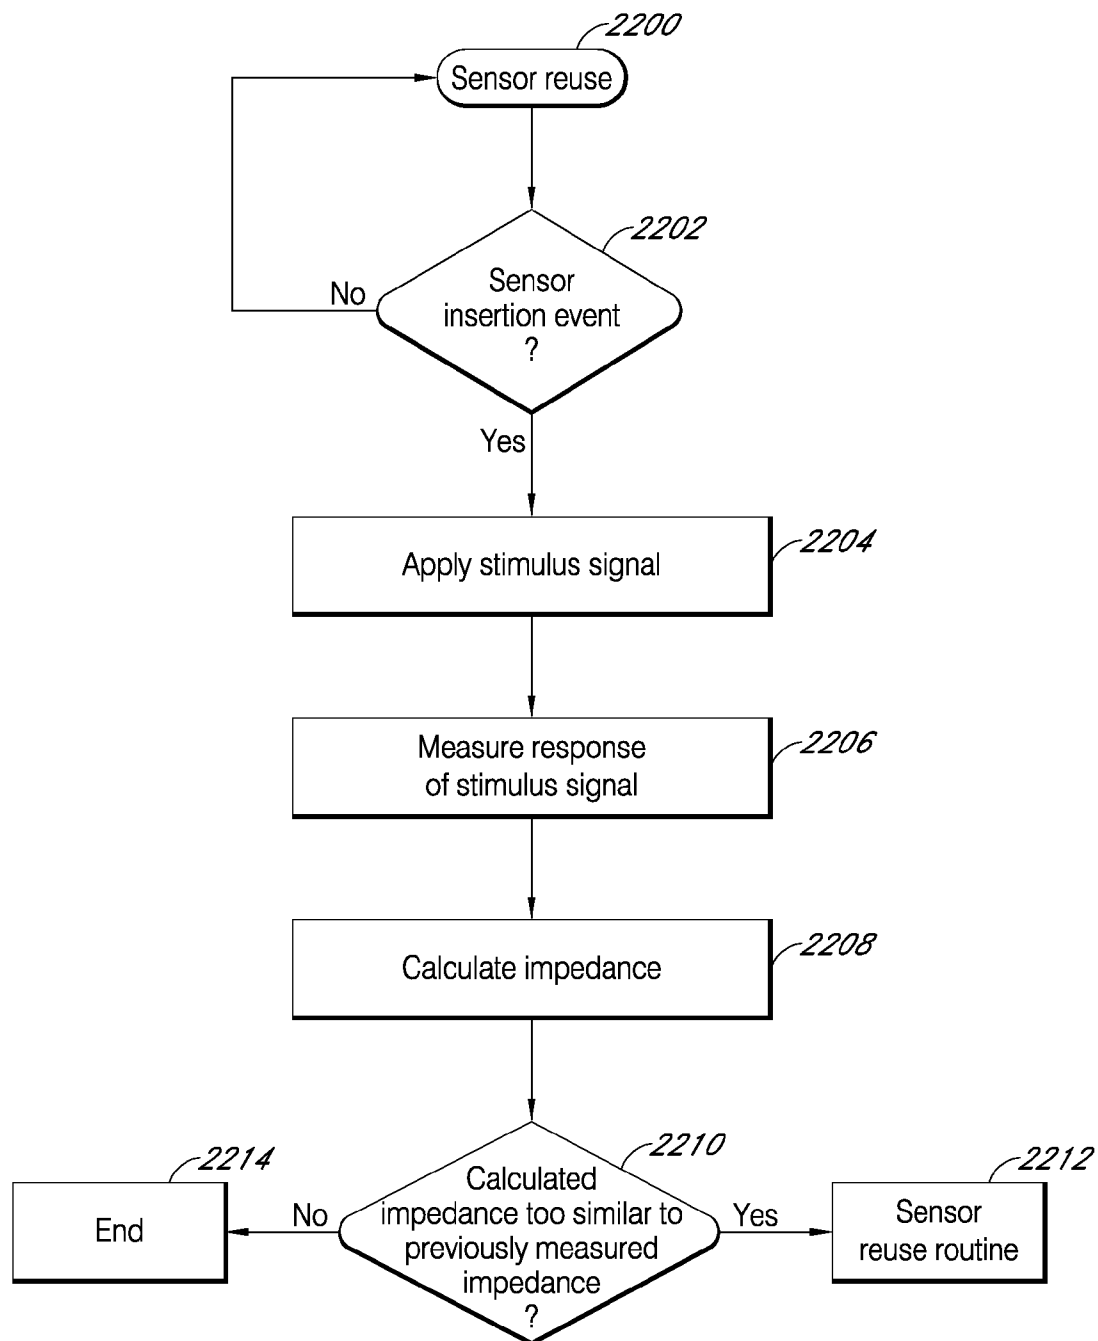 2200
Sensor reuse
2202
Sensor
insertion event
?
No
Yes
2204
Apply stimulus signal
2206
Measure response
of stimulus signal
2208
Calculate impedance
2210
Calculated
impedance too similar to
previously measured
impedance
?
No
2214
End
Yes
2212
Sensor
reuse routine